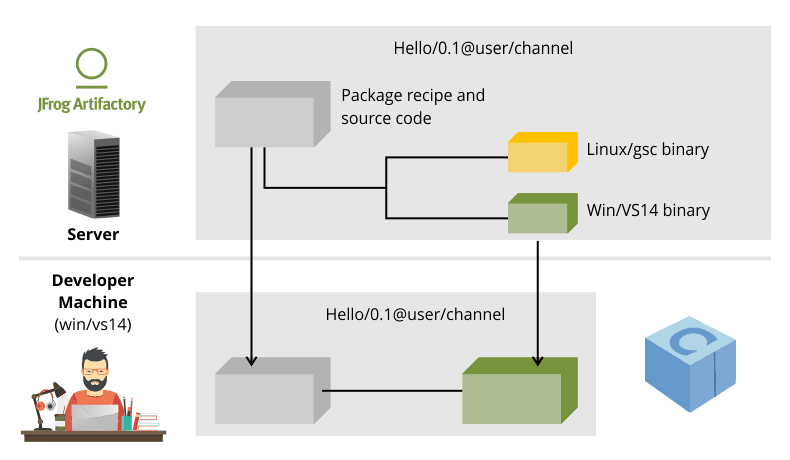 Hello/0.1@user/channel
JFrog Artifactory
Package recipe and
source code
Linux/gsc binary
Win/VS14 binary
Server
Developer
Machine
(win/vs14)
Hello/0.1@user/channel